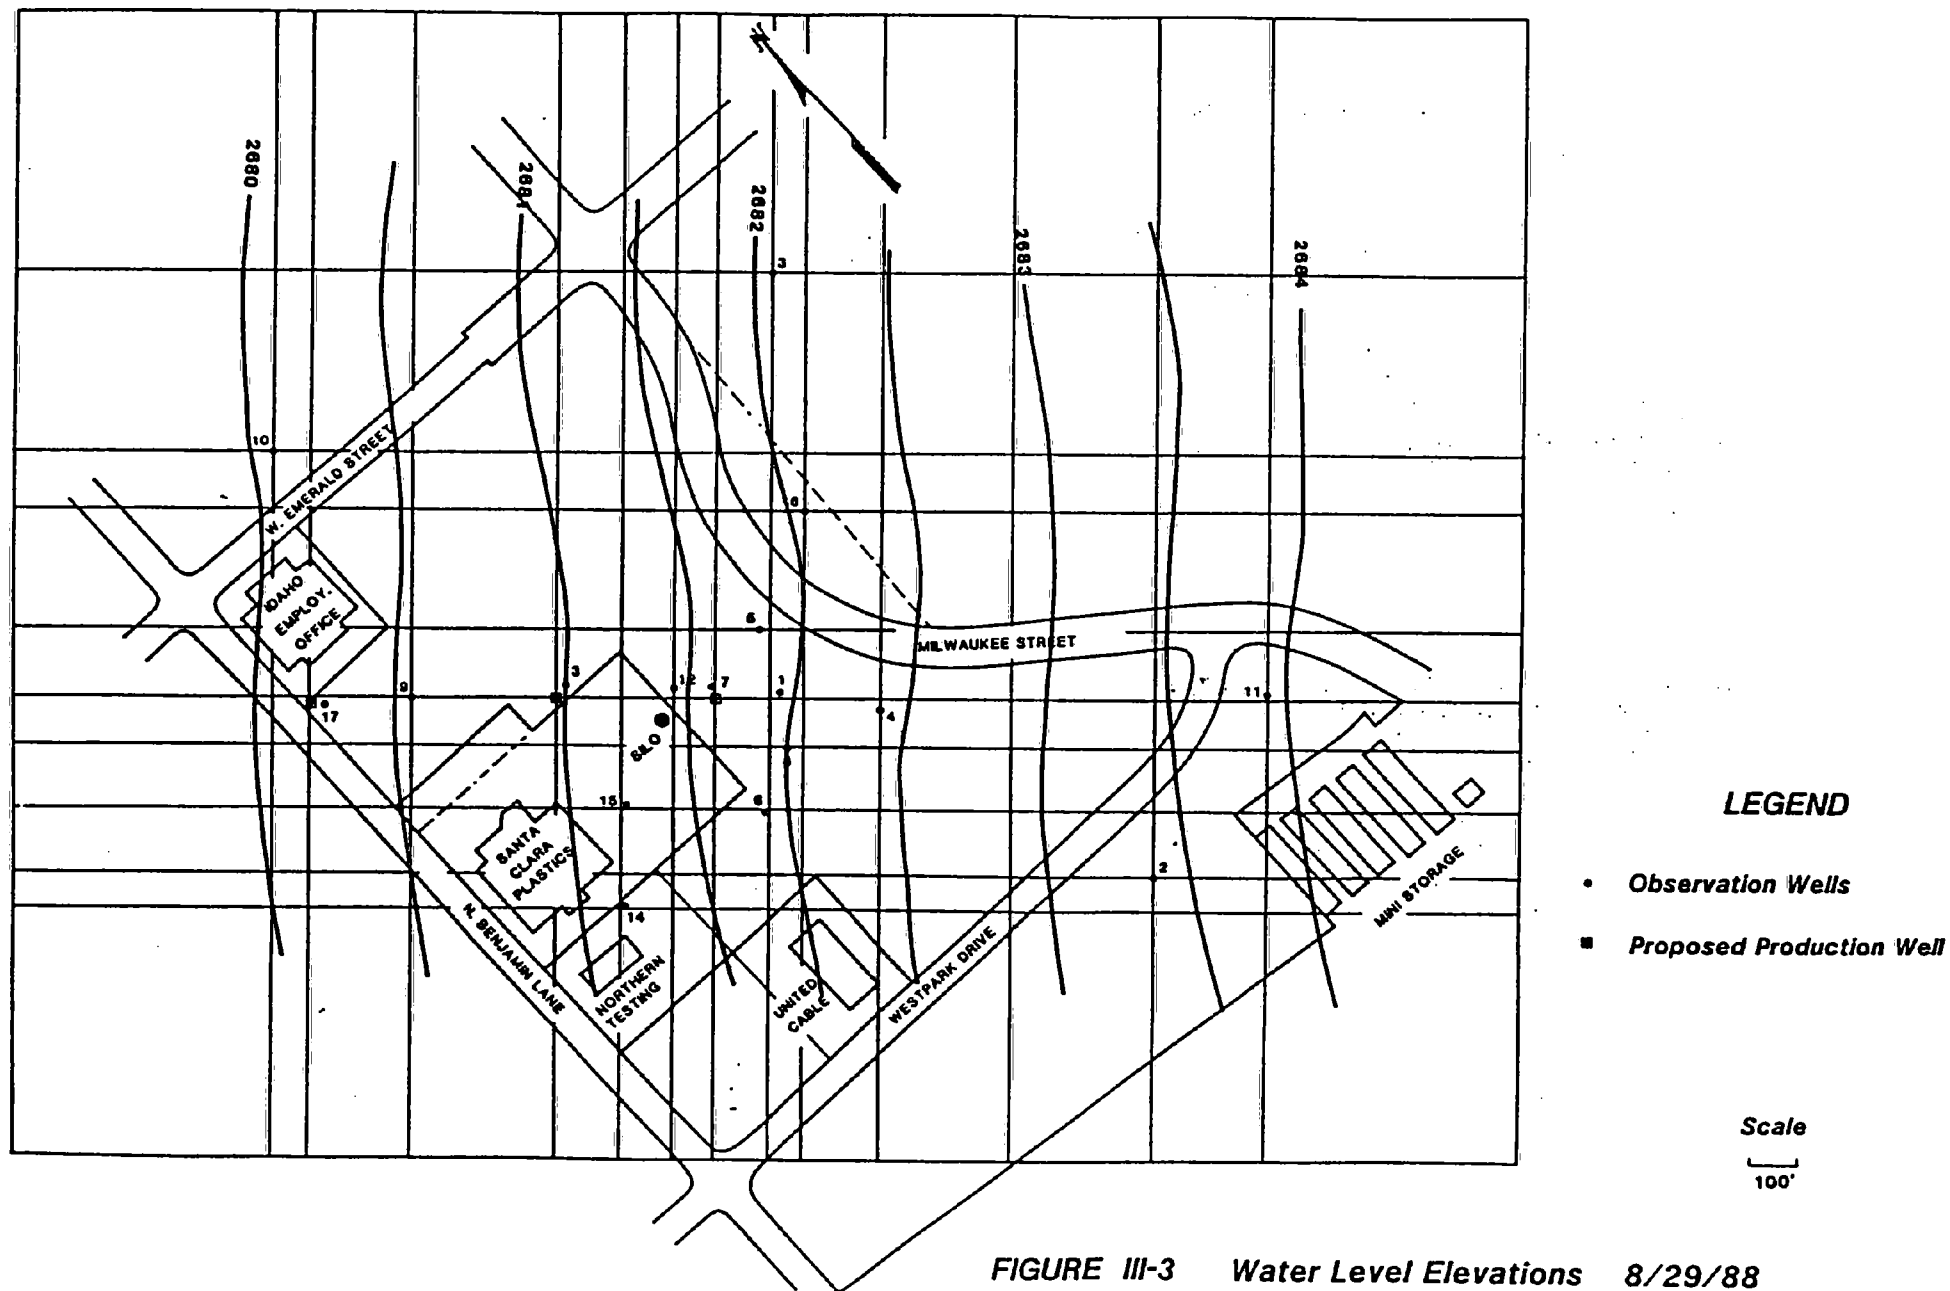 N
2680
2681
2682
2683
2684
3
10
W. EMERALD STREET
6
IDAHO
EMPLOY.
OFFICE
5
MILWAUKEE STREET
9
17
3
12
7
1
4
11
SILO
15
6
SANTA
CLARA
PLASTICS
2
MINI STORAGE
14
N. BENJAMIN LANE
NORTHERN
TESTING
UNITED
CABLE
WESTPARK DRIVE
LEGEND
Observation Wells
Proposed Production Well
Scale
100'
FIGURE III-3 Water Level Elevations 8/29/88